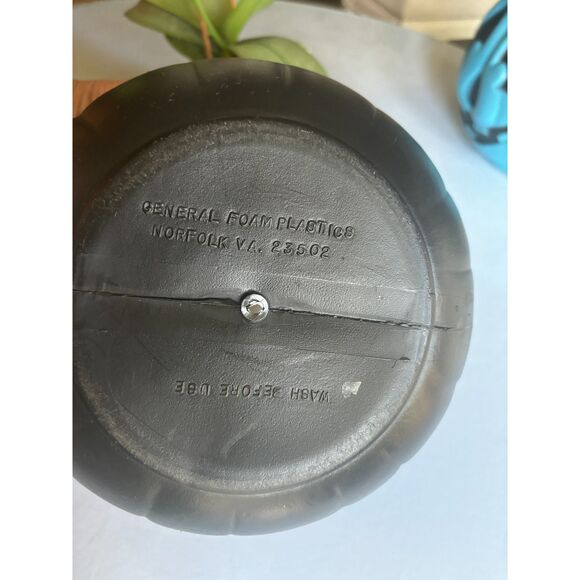 GENERAL FOAM PLASTICS
NORFOLK VA. 23502
WASH BEFORE USE